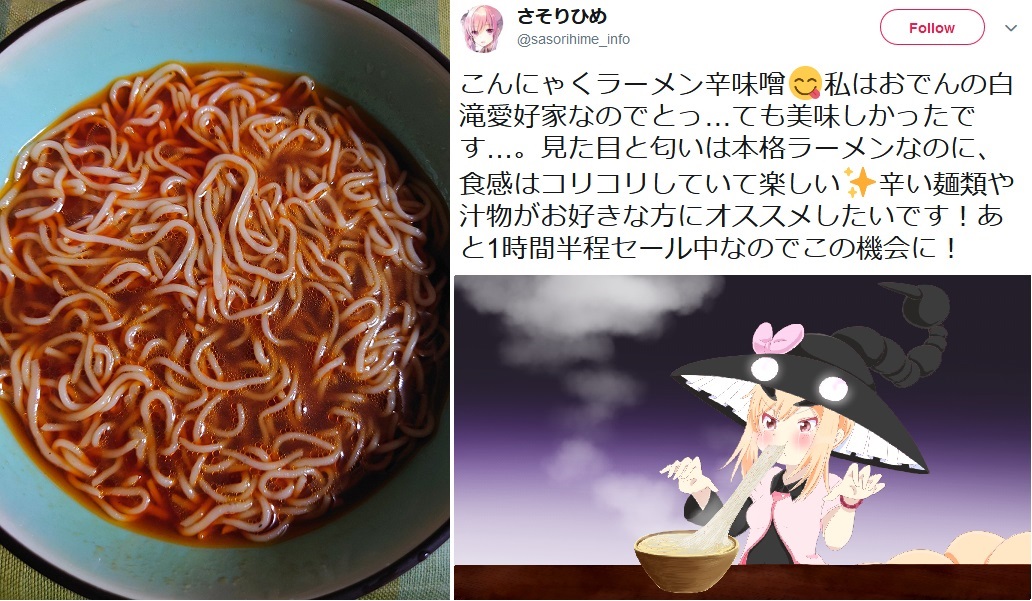 さそりひめ
@sasorihime_info
Follow
こんにゃくラーメン辛味噌😋私はおでんの白
滝愛好家なのでとっ…ても美味しかったで
す…。見た目と匂いは本格ラーメンなのに、
食感はコリコリしていて楽しい✨辛い麺類や
汁物がお好きな方にオススメしたいです！あ
と1時間半程セール中なのでこの機会に！